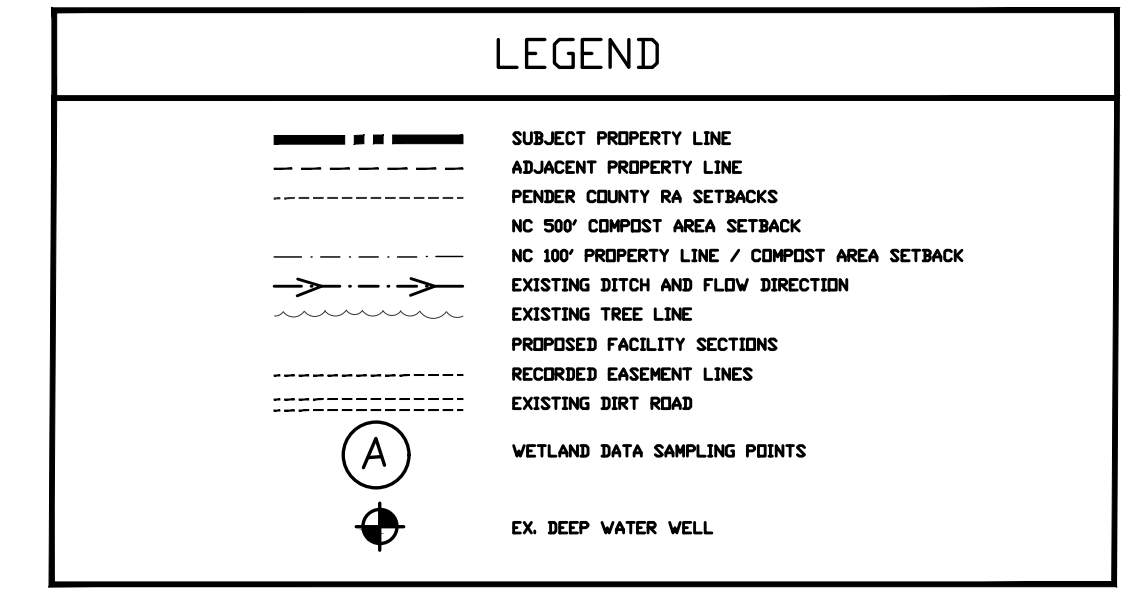 LEGEND
SUBJECT PROPERTY LINE
ADJACENT PROPERTY LINE
PENDER COUNTY RA SETBACKS
NC 500' COMPOST AREA SETBACK
NC 100' PROPERTY LINE / COMPOST AREA SETBACK
EXISTING DITCH AND FLOW DIRECTION
EXISTING TREE LINE
PROPOSED FACILITY SECTIONS
RECORDED EASEMENT LINES
EXISTING DIRT ROAD
A WETLAND DATA SAMPLING POINTS
EX. DEEP WATER WELL